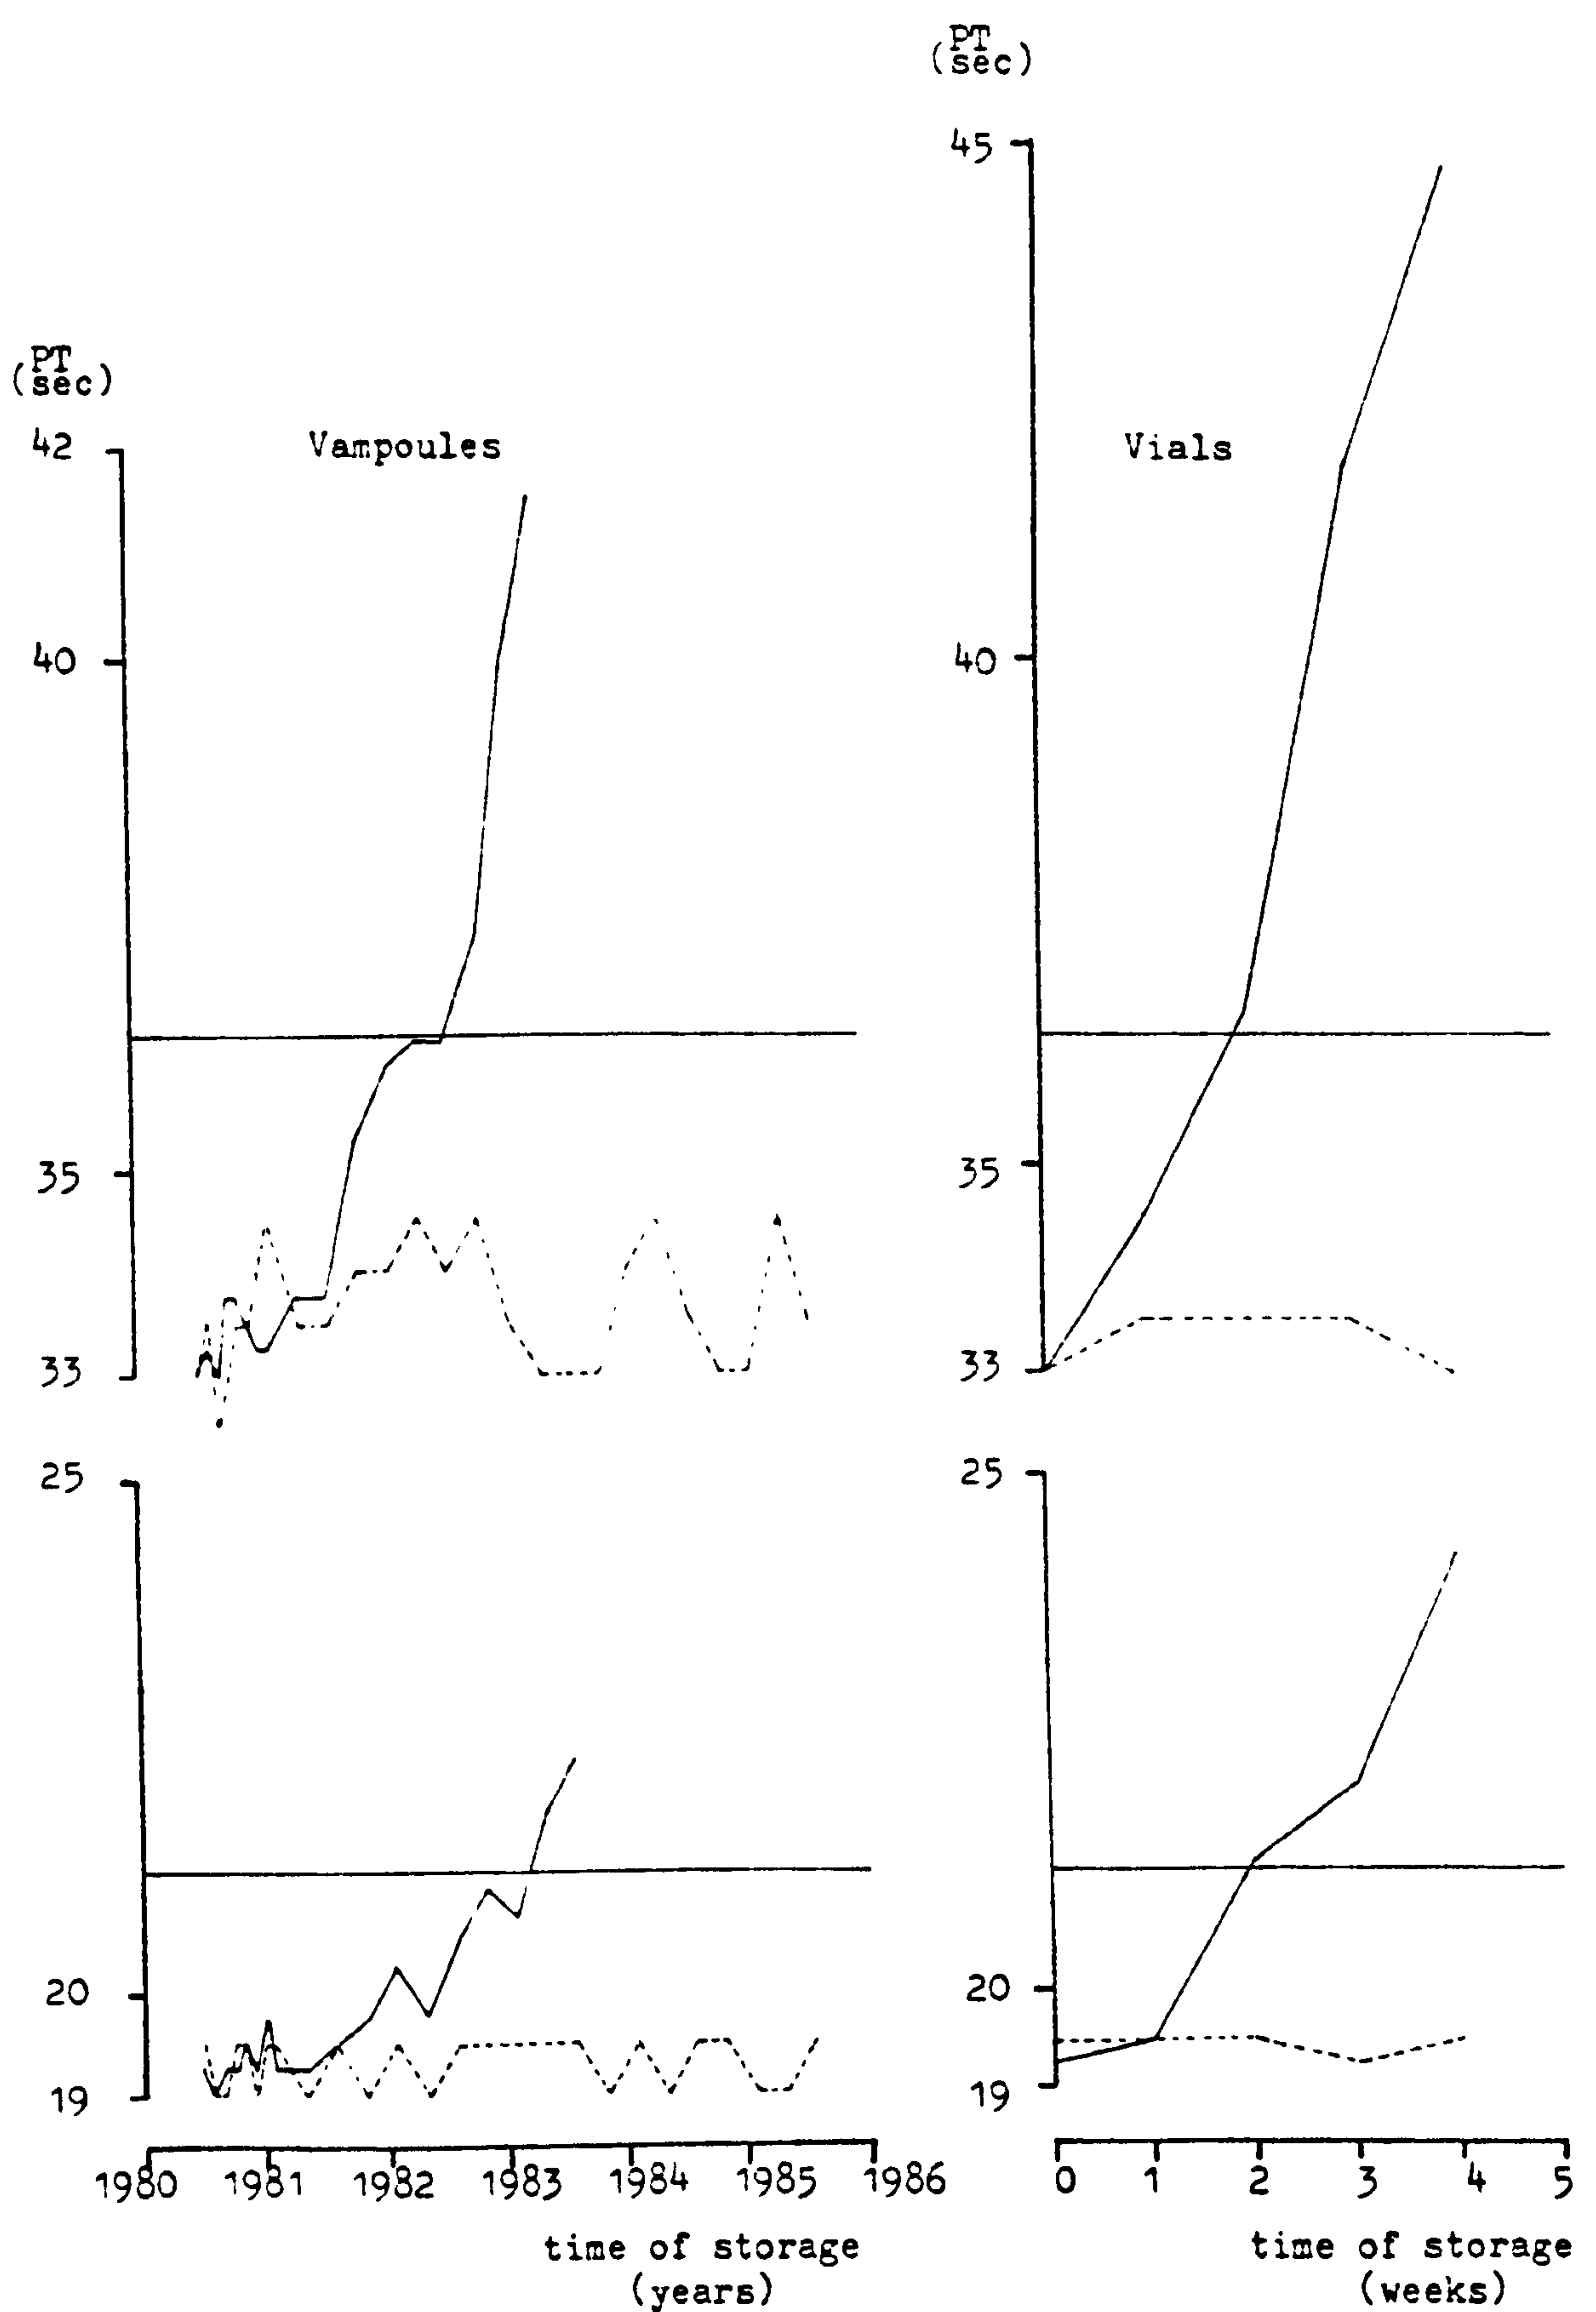 PT
(sec)
45
40
35
33
25
20
19
Vials
0 1 2 3 4 5
time of storage
(weeks)
PT
(sec)
42
40
35
33
25
20
19
Vampoules
1980 1981 1982 1983 1984 1985 1986
time of storage
(years)